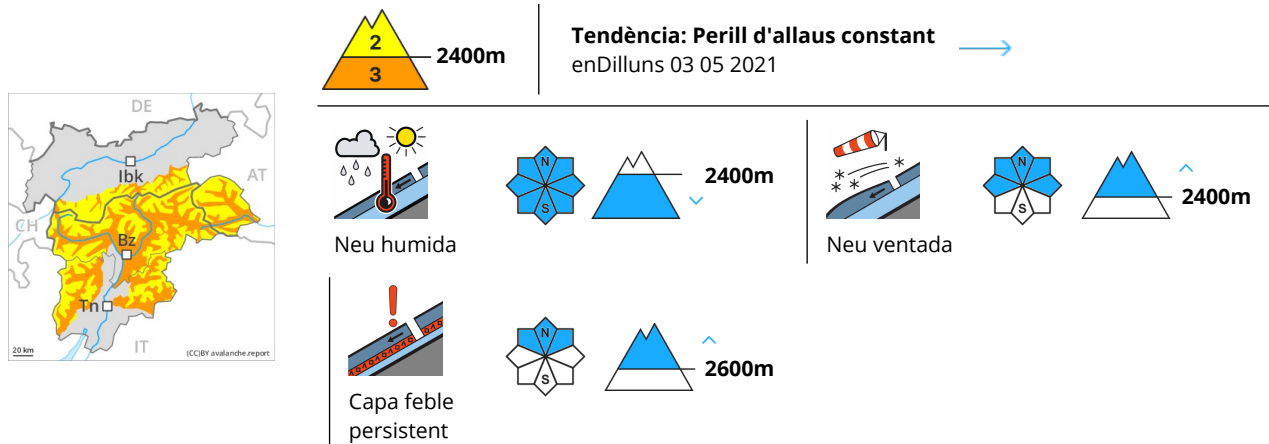 2
2400m
3
Tendència: Perill d'allaus constant
enDilluns 03 05 2021
DE
Ibk
AT
CH
Bz
Tn
IT
20 km
(CC)BY avalanche.report
N
S
2400m
Neu humida
N
S
2400m
Neu ventada
N
S
2600m
Capa feble
persistent